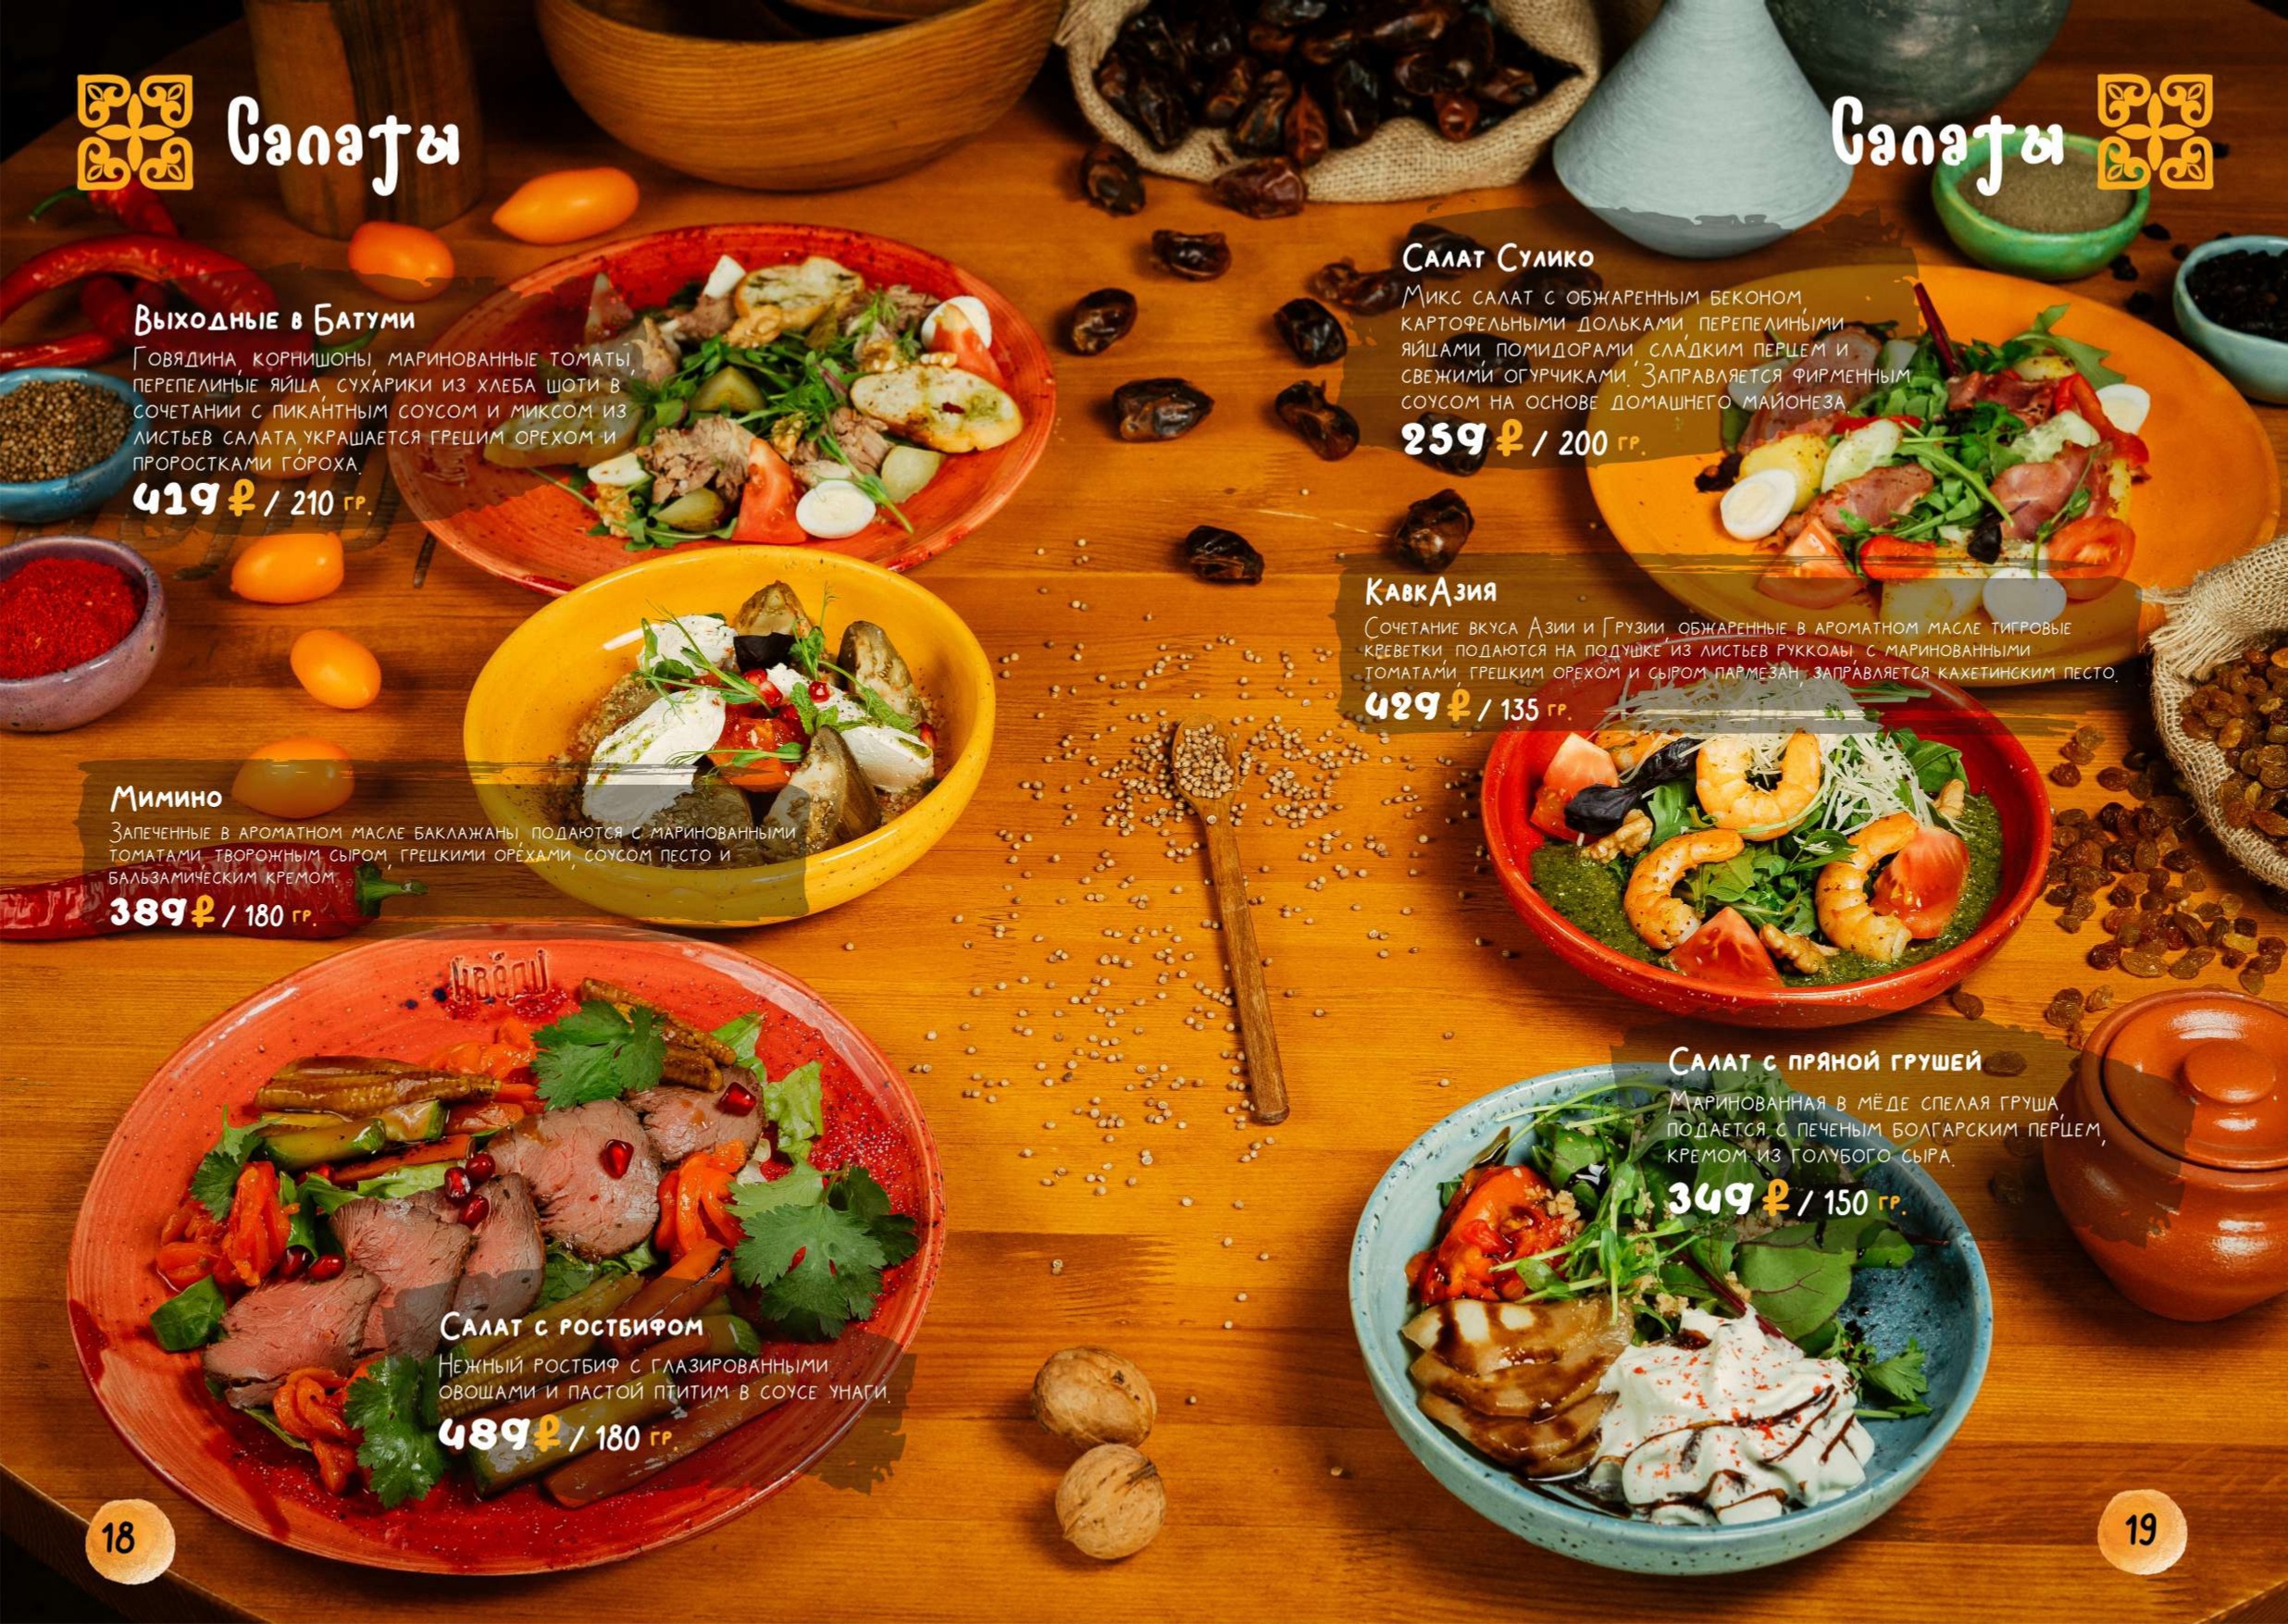 Салаты
Выходные в Батуми
Говядина, корнишоны, маринованные томаты,
перепелиные яйца, сухарики из хлеба шоти в
сочетании с пикантным соусом и миксом из
листьев салата, украшается грецим орехом и
проростками гороха.
419 ₽ / 210 гр.
Мимино
Запеченные в ароматном масле баклажаны, подаются с маринованными
томатами, творожным сыром, грецкими орехами, соусом песто и
бальзамическим кремом.
389 ₽ / 180 гр.
Салат с ростбифом
Нежный ростбиф с глазированными
овощами и пастой птитим в соусе унаги.
489 ₽ / 180 гр.
18
Салаты
Салат Сулико
Микс салат с обжаренным беконом,
картофельными дольками, перепелиными
яйцами, помидорами, сладким перцем и
свежими огурчиками. Заправляется фирменным
соусом на основе домашнего майонеза.
259 ₽ / 200 гр.
КавкАзия
Сочетание вкуса Азии и Грузии, обжаренные в ароматном масле тигровые
креветки, подаются на подушке из листьев рукколы, с маринованными
томатами, грецким орехом и сыром пармезан, заправляется кахетинским песто.
429 ₽ / 135 гр.
Салат с пряной грушей
Маринованная в мёде спелая груша,
подается с печеным болгарским перцем,
кремом из голубого сыра.
349 ₽ / 150 гр.
19